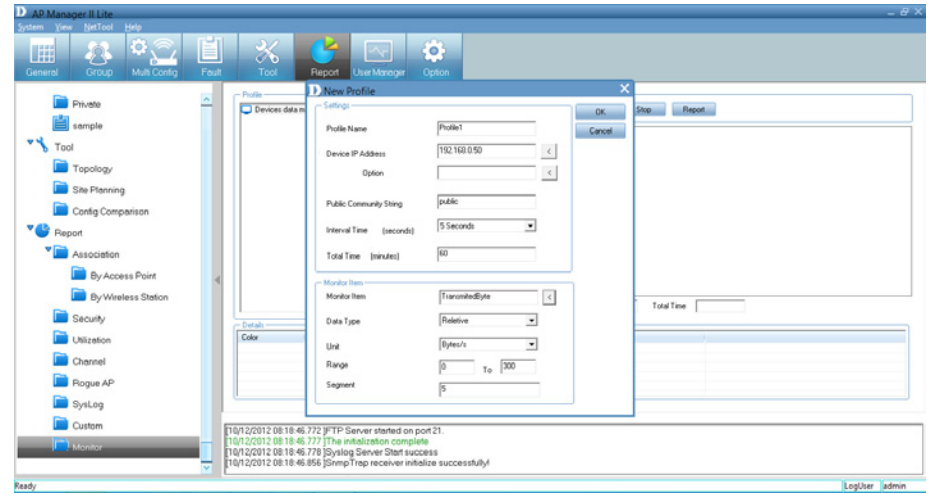 D AP Manager II Lite
System View NetTool Help
General Group Multi Config Fault Tool Report User Manager Option
Private
sample
Tool
Topology
Site Planning
Config Comparison
Report
Association
By Access Point
By Wireless Station
Security
Utilization
Channel
Rogue AP
SysLog
Custom
Monitor
Profile
Devices data m
Stop Report
Total Time
Details
Color
D New Profile
Settings
OK
Cancel
Profile Name Profile1
Device IP Address 192.168.0.50 <
Option <
Public Community String public
Interval Time (seconds) 5 Seconds
Total Time (minutes) 60
Monitor Item
Monitor Item TransmitedByte <
Data Type Reletive
Unit Bytes/s
Range 0 To 300
Segment 5
[10/12/2012 08:18:46.772 ]FTP Server started on port 21.
[10/12/2012 08:18:46.777 ]The initialization complete
[10/12/2012 08:18:46.778 ]Syslog Server Start success
[10/12/2012 08:18:46.856 ]SnmpTrap receiver initialize successfully!
Ready LogUser admin